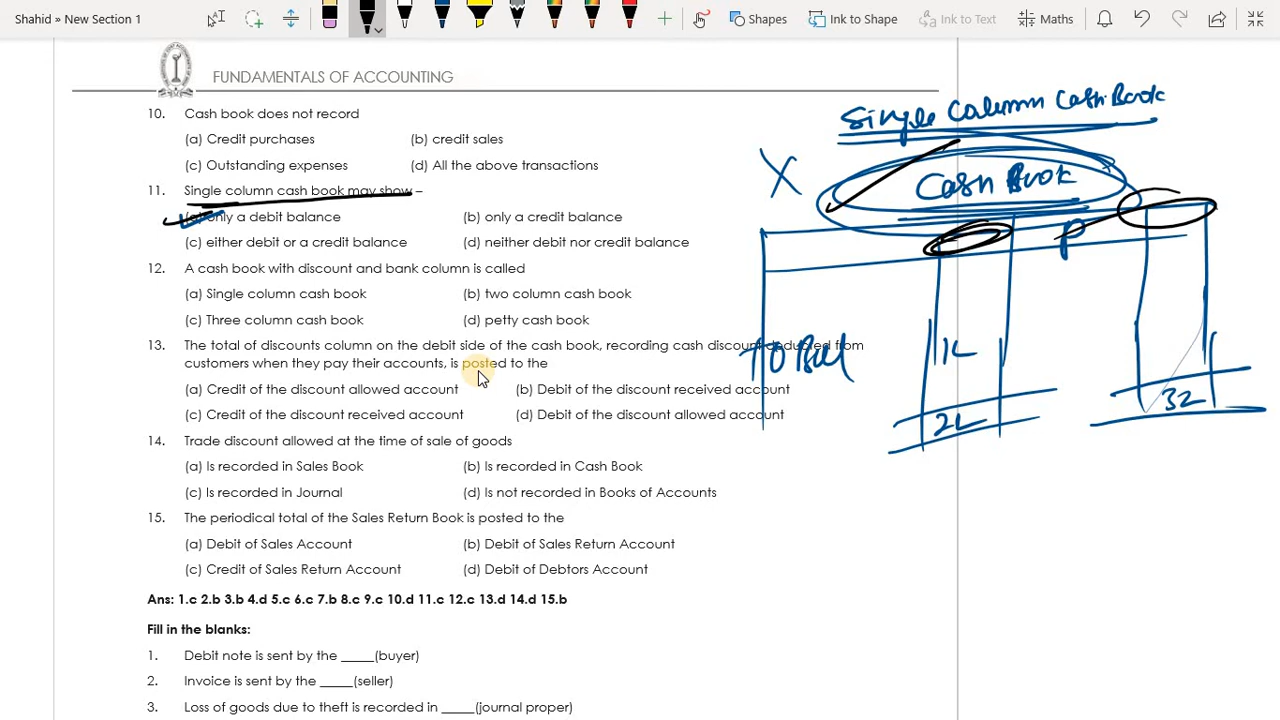 Shahid » New Section 1
Shapes
Ink to Shape
Ink to Text
Maths
FUNDAMENTALS OF ACCOUNTING
10. Cash book does not record
(a) Credit purchases (b) credit sales
(c) Outstanding expenses (d) All the above transactions
11. Single column cash book may show –
(a) only a debit balance (b) only a credit balance
(c) either debit or a credit balance (d) neither debit nor credit balance
12. A cash book with discount and bank column is called
(a) Single column cash book (b) two column cash book
(c) Three column cash book (d) petty cash book
13. The total of discounts column on the debit side of the cash book, recording cash discount deducted from
customers when they pay their accounts, is posted to the
(a) Credit of the discount allowed account (b) Debit of the discount received account
(c) Credit of the discount received account (d) Debit of the discount allowed account
14. Trade discount allowed at the time of sale of goods
(a) Is recorded in Sales Book (b) Is recorded in Cash Book
(c) Is recorded in Journal (d) Is not recorded in Books of Accounts
15. The periodical total of the Sales Return Book is posted to the
(a) Debit of Sales Account (b) Debit of Sales Return Account
(c) Credit of Sales Return Account (d) Debit of Debtors Account
Ans: 1.c 2.b 3.b 4.d 5.c 6.c 7.b 8.c 9.c 10.d 11.c 12.c 13.d 14.d 15.b
Fill in the blanks:
1. Debit note is sent by the _____(buyer)
2. Invoice is sent by the _____(seller)
3. Loss of goods due to theft is recorded in _____(journal proper)
Single Column Cash Book
X
Cash Book
P
To Bal 1L
2L
32